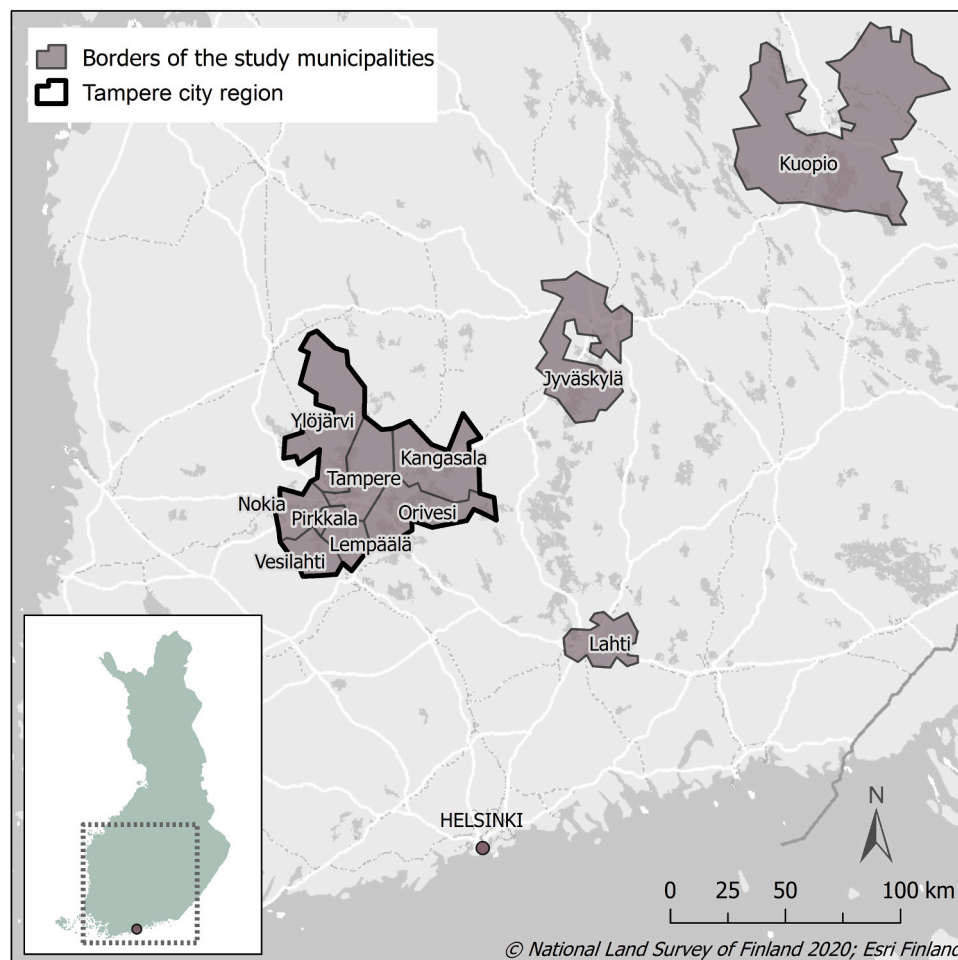 Borders of the study municipalities
Tampere city region
Kuopio
Jyväskylä
Ylöjärvi
Kangasala
Tampere
Nokia
Orivesi
Pirkkala
Lempäälä
Vesilahti
Lahti
HELSINKI
N
0 25 50 100 km
© National Land Survey of Finland 2020; Esri Finland